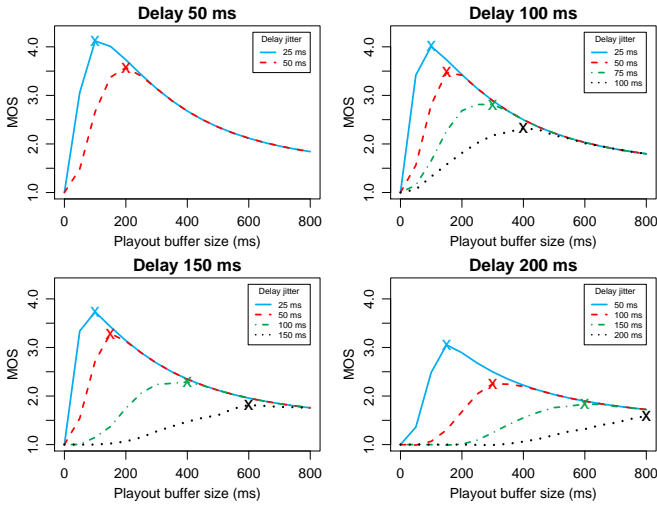 Delay 50 ms
MOS
1.0 2.0 3.0 4.0
Delay jitter
25 ms
50 ms
0 200 400 600 800
Playout buffer size (ms)
Delay 100 ms
MOS
1.0 2.0 3.0 4.0
Delay jitter
25 ms
50 ms
75 ms
100 ms
0 200 400 600 800
Playout buffer size (ms)
Delay 150 ms
MOS
1.0 2.0 3.0 4.0
Delay jitter
25 ms
50 ms
100 ms
150 ms
0 200 400 600 800
Playout buffer size (ms)
Delay 200 ms
MOS
1.0 2.0 3.0 4.0
Delay jitter
50 ms
100 ms
150 ms
200 ms
0 200 400 600 800
Playout buffer size (ms)